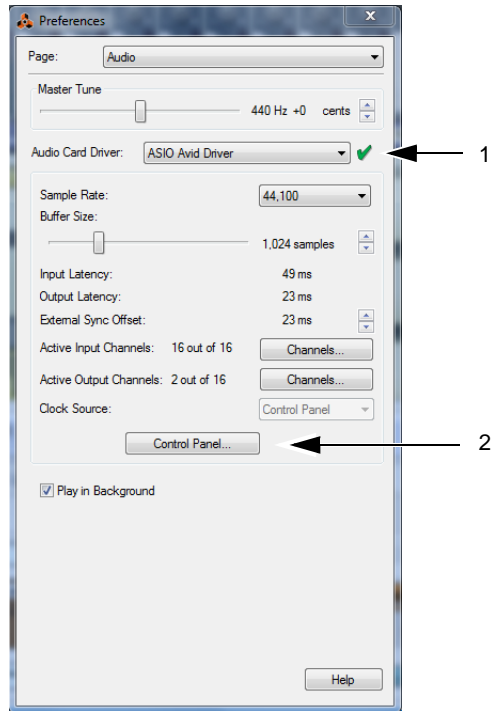 Preferences
x
Page: Audio
Master Tune
440 Hz +0 cents
Audio Card Driver: ASIO Avid Driver
1
Sample Rate: 44,100
Buffer Size:
1,024 samples
Input Latency: 49 ms
Output Latency: 23 ms
External Sync Offset: 23 ms
Active Input Channels: 16 out of 16 Channels...
Active Output Channels: 2 out of 16 Channels...
Clock Source: Control Panel
Control Panel...
2
Play in Background
Help